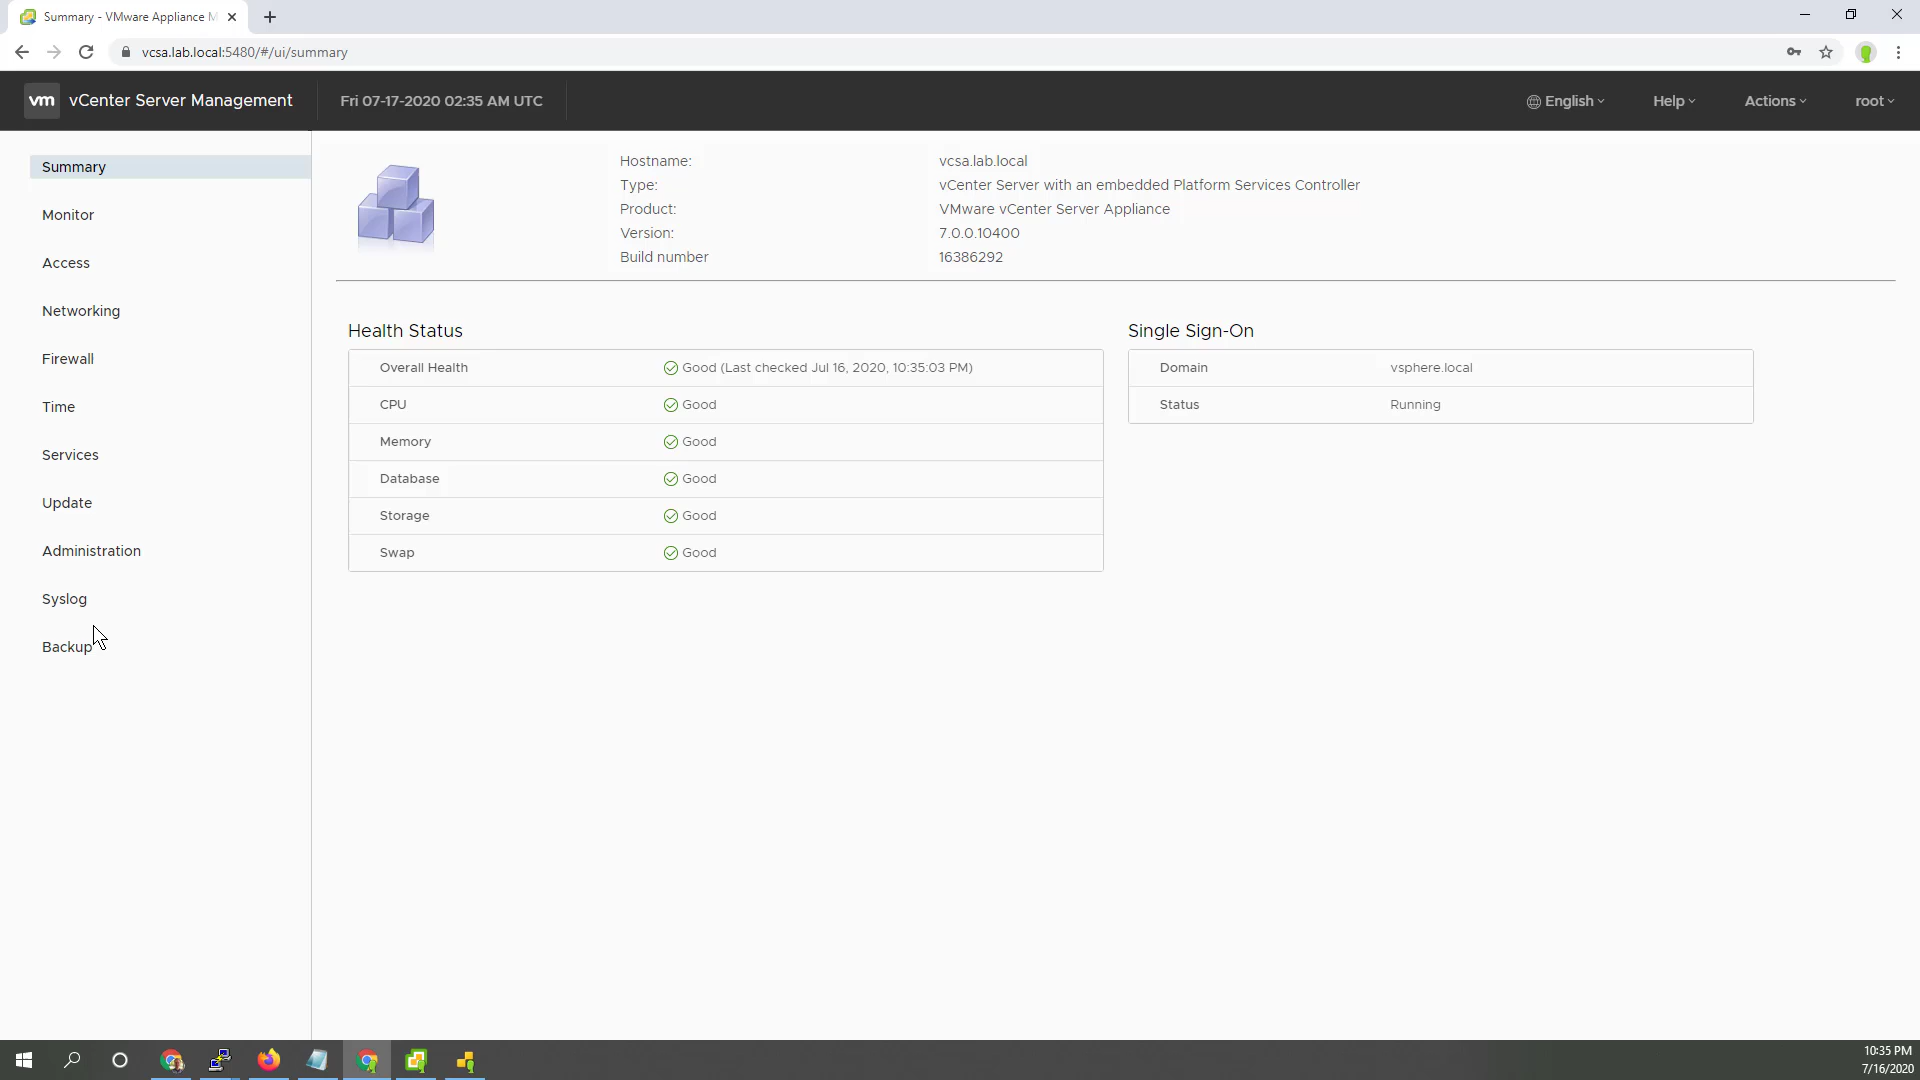 Summary - VMware Appliance M
vcsa.lab.local:5480/#/ui/summary
vm vCenter Server Management Fri 07-17-2020 02:35 AM UTC English Help Actions root
Summary
Monitor
Access
Networking
Firewall
Time
Services
Update
Administration
Syslog
Backup
Hostname: vcsa.lab.local
Type: vCenter Server with an embedded Platform Services Controller
Product: VMware vCenter Server Appliance
Version: 7.0.0.10400
Build number 16386292
Health Status
Overall Health Good (Last checked Jul 16, 2020, 10:35:03 PM)
CPU Good
Memory Good
Database Good
Storage Good
Swap Good
Single Sign-On
Domain vsphere.local
Status Running
10:35 PM
7/16/2020